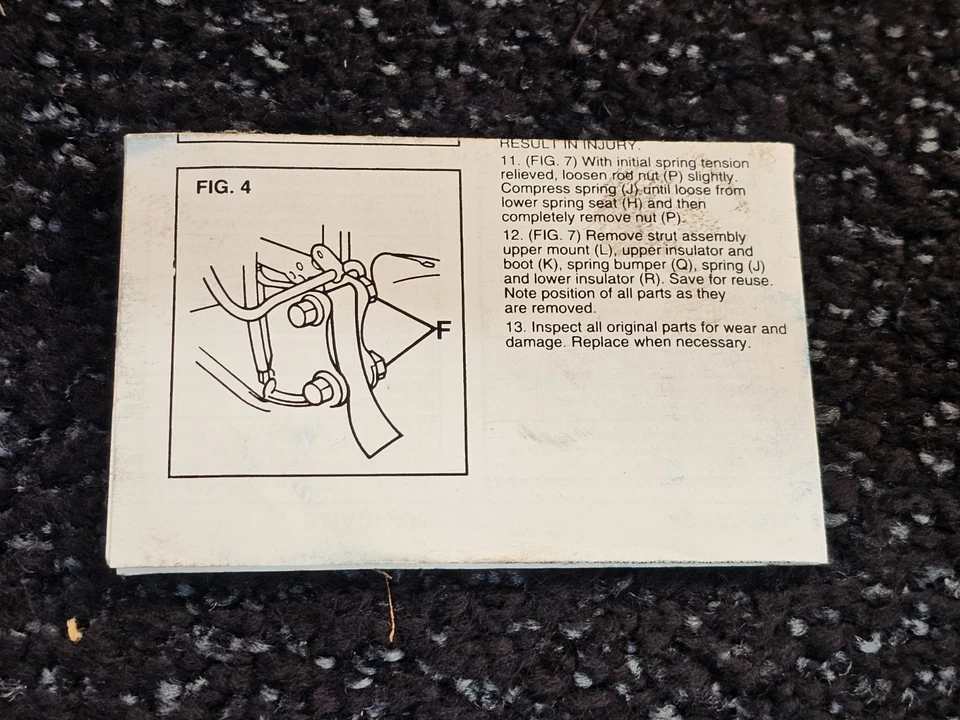 FIG. 4
F
RESULT IN INJURY.
11. (FIG. 7) With initial spring tension
relieved, loosen rod nut (P) slightly.
Compress spring (J) until loose from
lower spring seat (H) and then
completely remove nut (P).
12. (FIG. 7) Remove strut assembly
upper mount (L), upper insulator and
boot (K), spring bumper (Q), spring (J)
and lower insulator (R). Save for reuse.
Note position of all parts as they
are removed.
13. Inspect all original parts for wear and
damage. Replace when necessary.